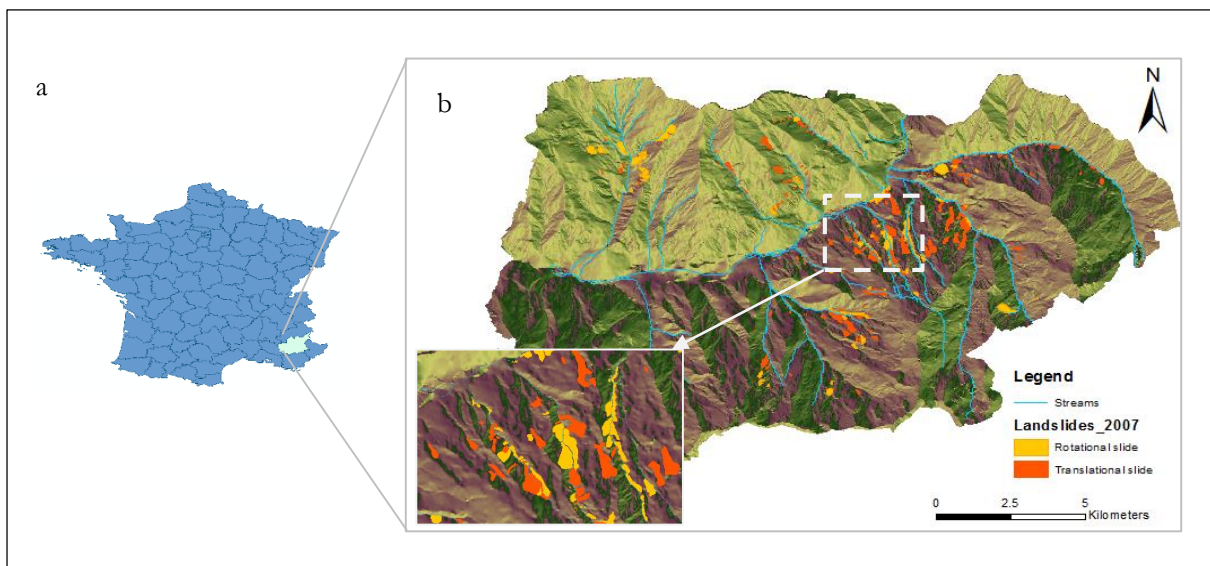 a
b
N
Legend
Streams
Landslides_2007
Rotational slide
Translational slide
0 2.5 5
Kilometers